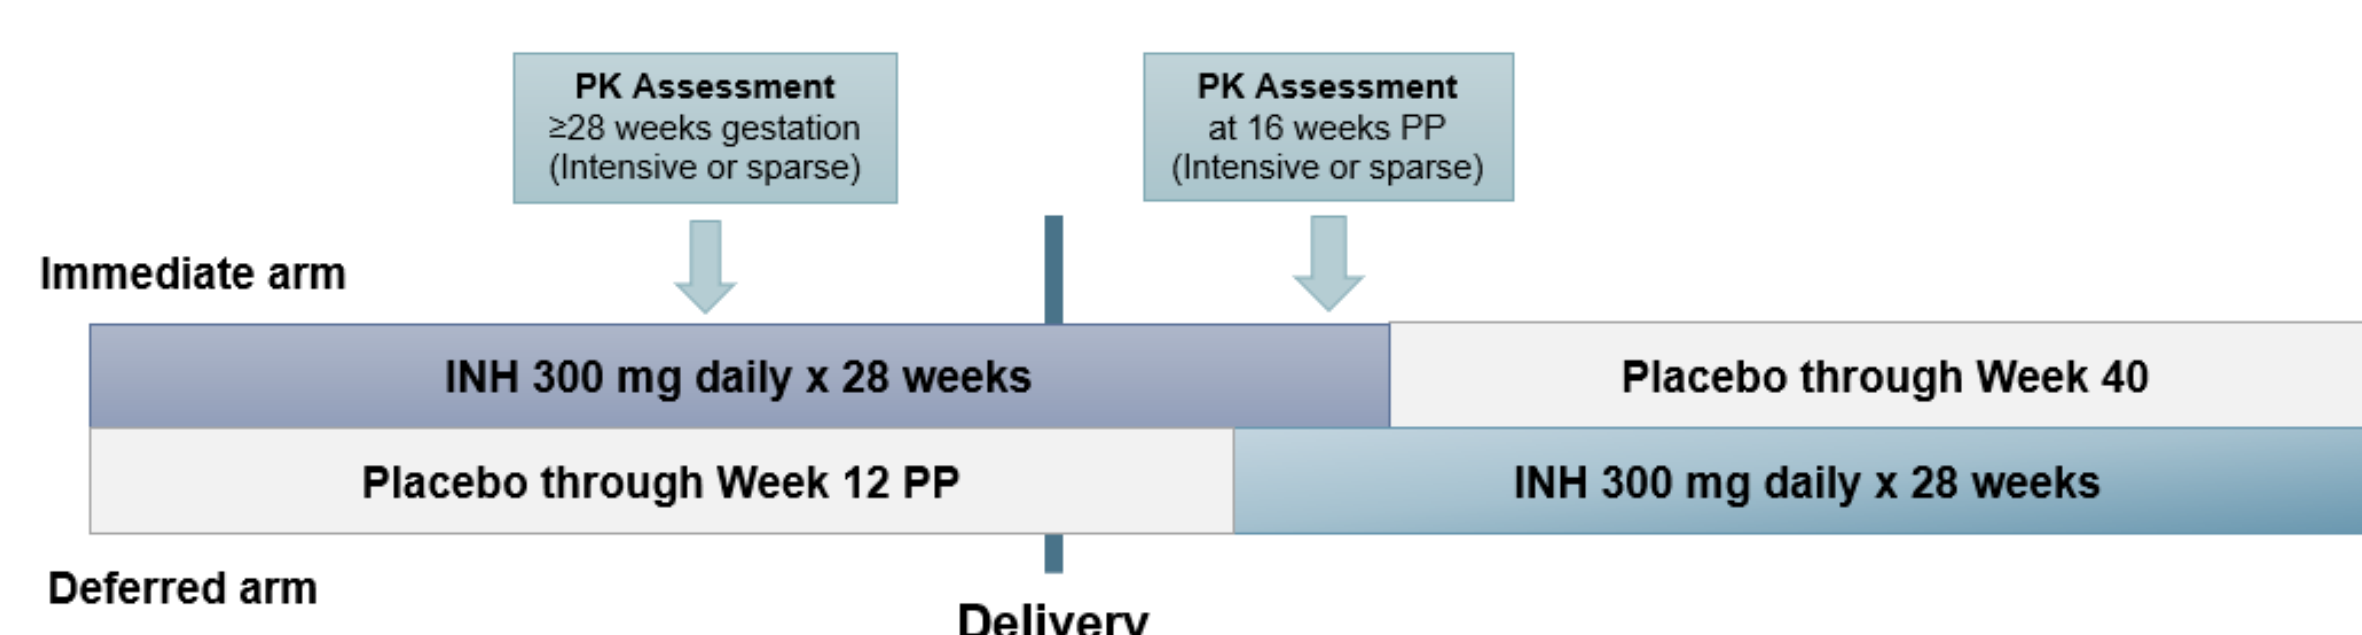 PK Assessment
≥28 weeks gestation
(Intensive or sparse)
PK Assessment
at 16 weeks PP
(Intensive or sparse)
Immediate arm
INH 300 mg daily x 28 weeks
Placebo through Week 40
Placebo through Week 12 PP
INH 300 mg daily x 28 weeks
Deferred arm
Delivery